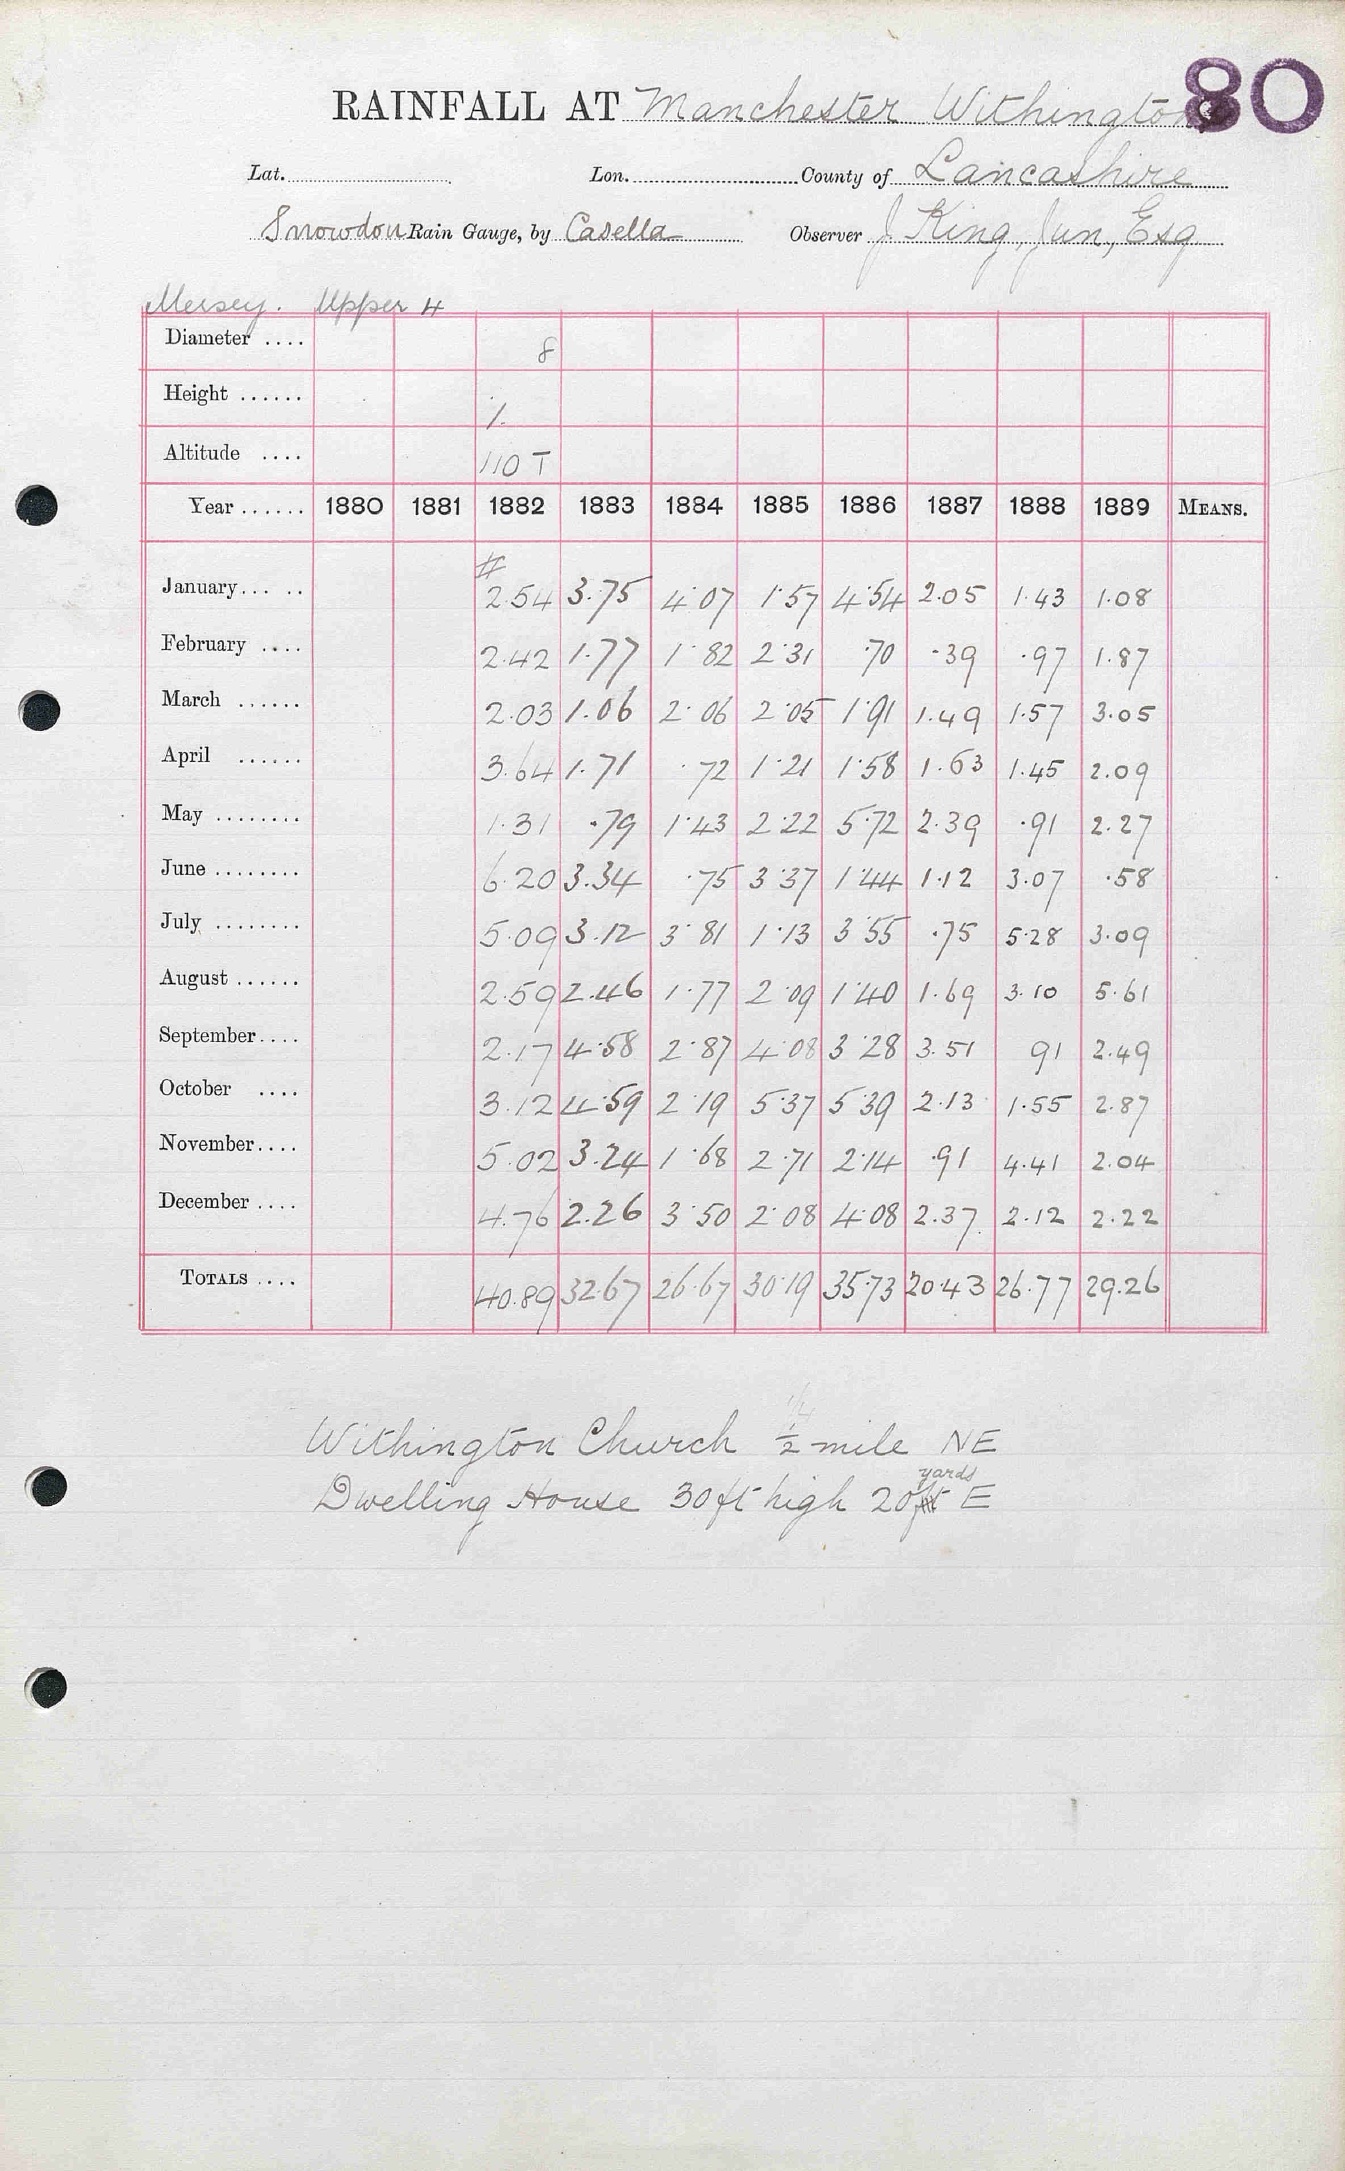 80
RAINFALL AT Manchester Withington
Lat. Lon. County of Lancashire
Snowdon Rain Gauge, by Casella Observer J King, Jun, Esq
Mersey. Upper 4
Diameter .... 8
Height ...... 1.
Altitude .... 110 T
Year ...... 1880 1881 1882 1883 1884 1885 1886 1887 1888 1889 MEANS.
#
January... .. 2.54 3.75 4.07 1.57 4.54 2.05 1.43 1.08
February .... 2.42 1.77 1.82 2.31 .70 .39 .97 1.87
March ...... 2.03 1.06 2.06 2.05 1.91 1.49 1.57 3.05
April ...... 3.64 1.71 .72 1.21 1.58 1.63 1.45 2.09
May ........ 1.31 .79 1.43 2.22 5.72 2.39 .91 2.27
June ........ 6.20 3.34 .75 3.37 1.44 1.12 3.07 .58
July ........ 5.09 3.12 3.81 1.13 3.55 .75 5.28 3.09
August ...... 2.59 2.46 1.77 2.09 1.40 1.69 3.10 5.61
September.... 2.17 4.58 2.87 4.08 3.28 3.51 91 2.49
October .... 3.12 4.59 2.19 5.37 5.39 2.13 1.55 2.87
November.... 5.02 3.24 1.68 2.71 2.14 .91 4.41 2.04
December .... 4.76 2.26 3.50 2.08 4.08 2.37 2.12 2.22
TOTALS .... 40.89 32.67 26.67 30.19 35.73 20.43 26.77 29.26
1/4
Withington Church ½ mile NE
yards
Dwelling House 30ft high 20 ft E